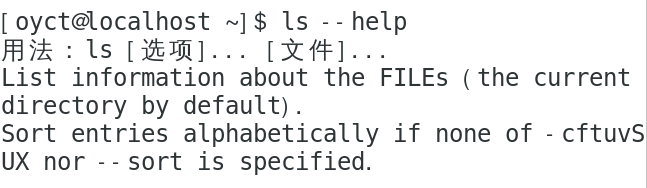 [oyct@localhost ~]$ ls --help
用法：ls [选项]... [文件]...
List information about the FILEs (the current
directory by default).
Sort entries alphabetically if none of -cftuvS
UX nor --sort is specified.